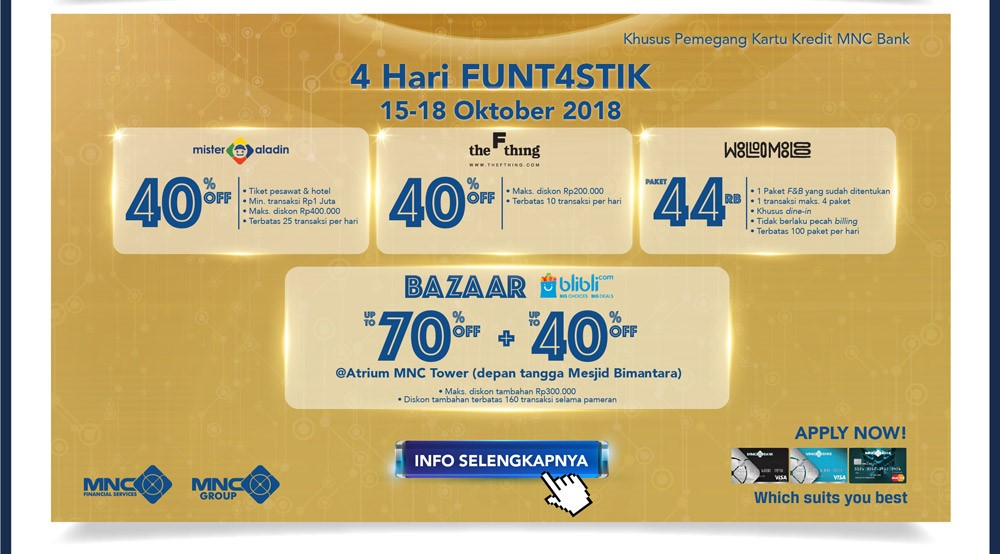 Khusus Pemegang Kartu Kredit MNC Bank
4 Hari FUNT4STIK
15-18 Oktober 2018
mister aladin
40% OFF
• Tiket pesawat & hotel
• Min. transaksi Rp1 Juta
• Maks. diskon Rp400.000
• Terbatas 25 transaksi per hari
the F thing
WWW.THEFTHING.COM
40% OFF
• Maks. diskon Rp200.000
• Terbatas 10 transaksi per hari
PAKET 44 RB
• 1 Paket F&B yang sudah ditentukan
• 1 transaksi maks. 4 paket
• Khusus dine-in
• Tidak berlaku pecah billing
• Terbatas 100 paket per hari
BAZAAR blibli.com
BIG CHOICES BIG DEALS
UP TO 70% OFF + UP TO 40% OFF
@Atrium MNC Tower (depan tangga Mesjid Bimantara)
• Maks. diskon tambahan Rp300.000
• Diskon tambahan terbatas 160 transaksi selama pameran
INFO SELENGKAPNYA
MNC FINANCIAL SERVICES
MNC GROUP
APPLY NOW!
VISA
VISA
Which suits you best